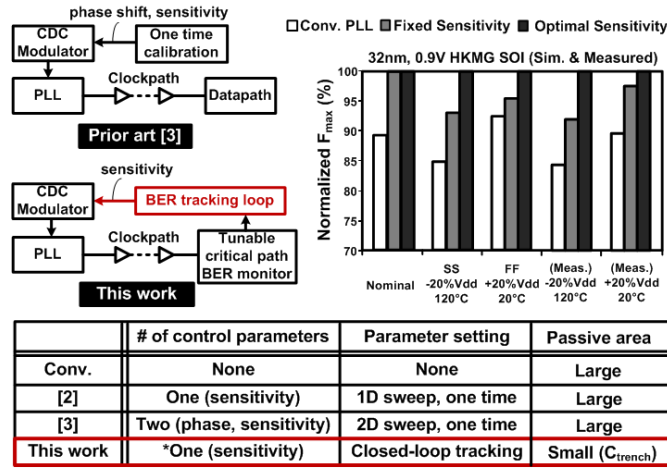 phase shift, sensitivity
CDC
Modulator
One time
calibration
PLL
Clockpath
Datapath
Prior art [3]
sensitivity
CDC
Modulator
BER tracking loop
PLL
Clockpath
Tunable
critical path
BER monitor
This work
Conv. PLL Fixed Sensitivity Optimal Sensitivity
32nm, 0.9V HKMG SOI (Sim. & Measured)
Normalized Fmax (%)
100
95
90
85
80
75
70
Nominal
SS
-20%Vdd
120°C
FF
+20%Vdd
20°C
(Meas.)
-20%Vdd
120°C
(Meas.)
+20%Vdd
20°C
# of control parameters Parameter setting Passive area
Conv. None None Large
[2] One (sensitivity) 1D sweep, one time Large
[3] Two (phase, sensitivity) 2D sweep, one time Large
This work *One (sensitivity) Closed-loop tracking Small (Ctrench)